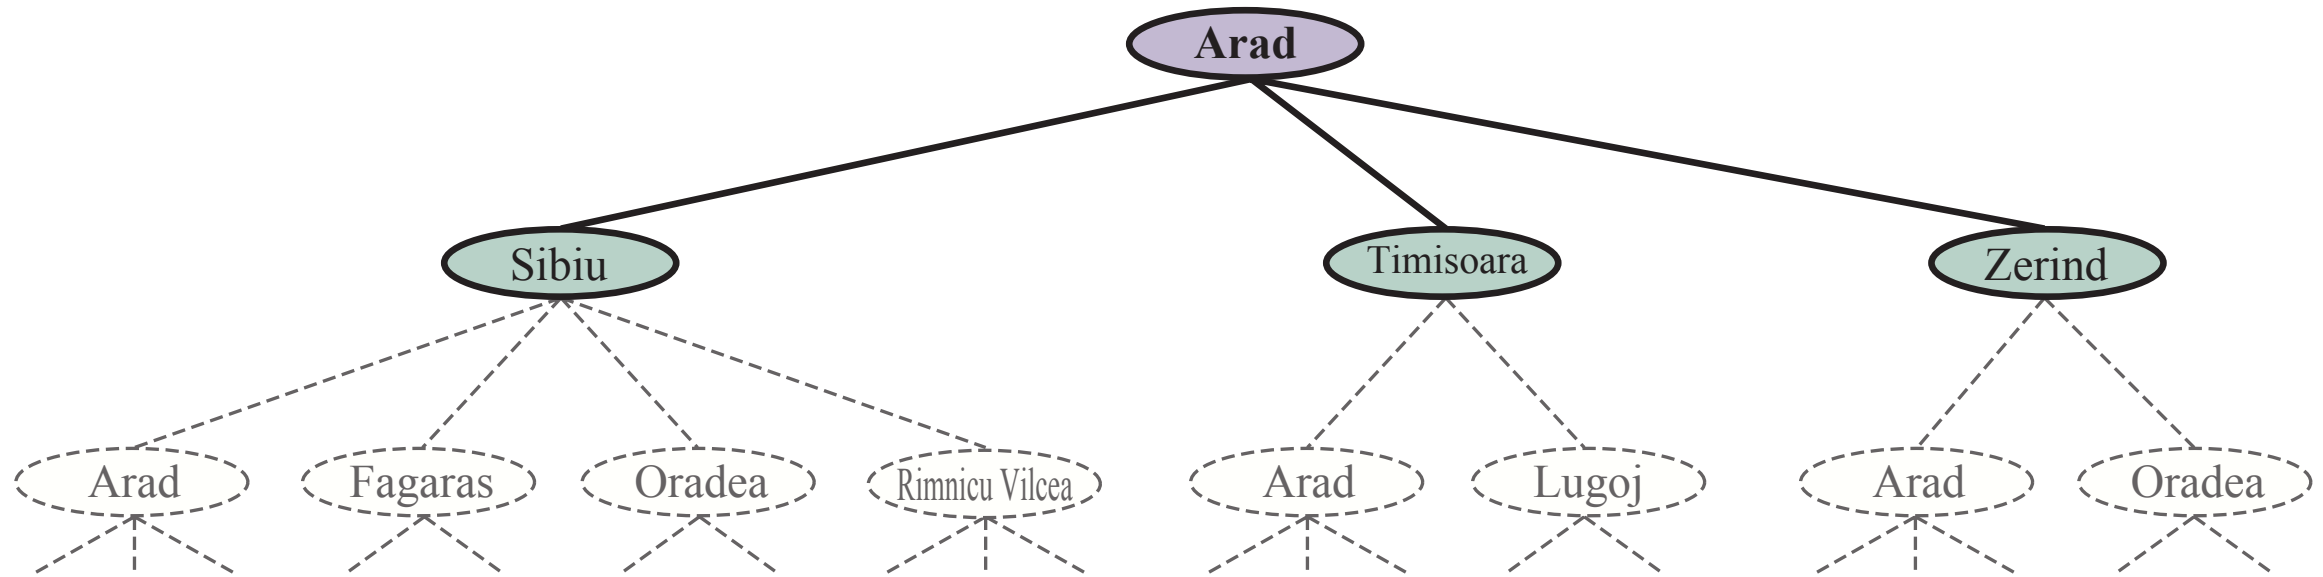 Arad
Sibiu
Timisoara
Zerind
Arad
Fagaras
Oradea
Rimnicu Vilcea
Arad
Lugoj
Arad
Oradea